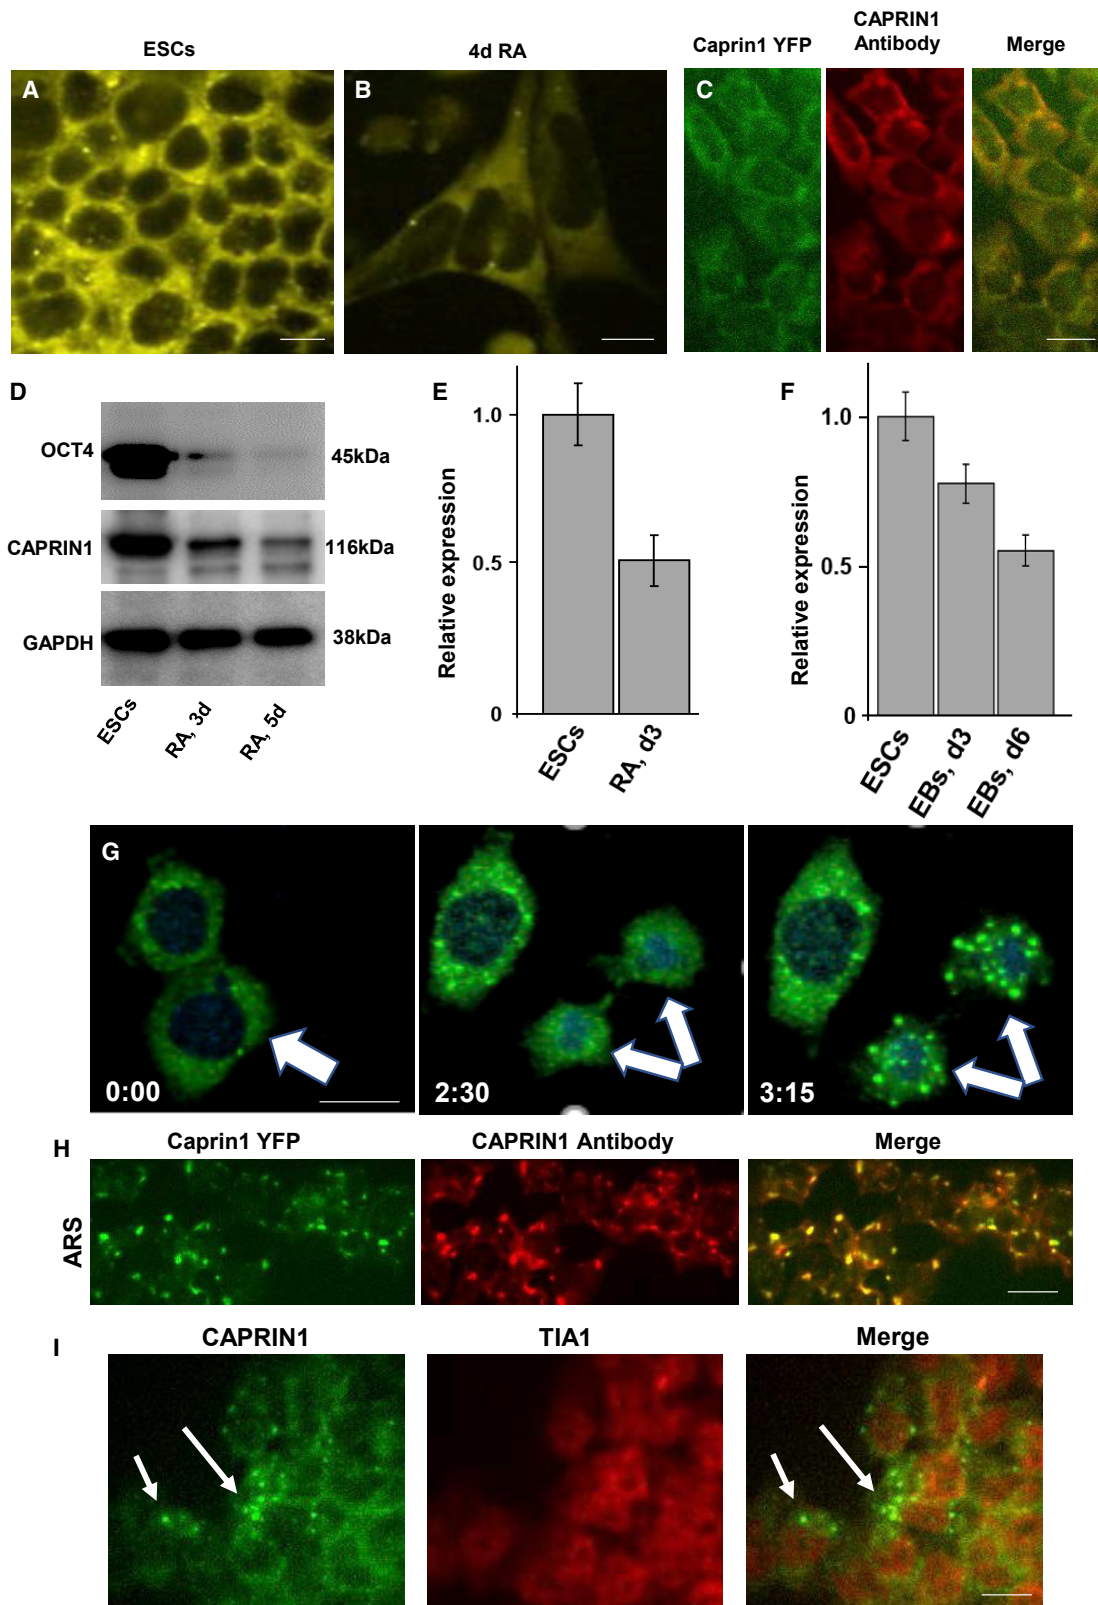 ESCs
4d RA
Caprin1 YFP
CAPRIN1
Antibody
Merge
A
B
C
D
OCT4
45kDa
CAPRIN1
116kDa
GAPDH
38kDa
ESCs
RA, 3d
RA, 5d
E
Relative expression
1.0
0.5
0
ESCs
RA, d3
F
Relative expression
1.0
0.5
0
ESCs
EBs, d3
EBs, d6
G
0:00
2:30
3:15
H
Caprin1 YFP
CAPRIN1 Antibody
Merge
ARS
I
CAPRIN1
TIA1
Merge